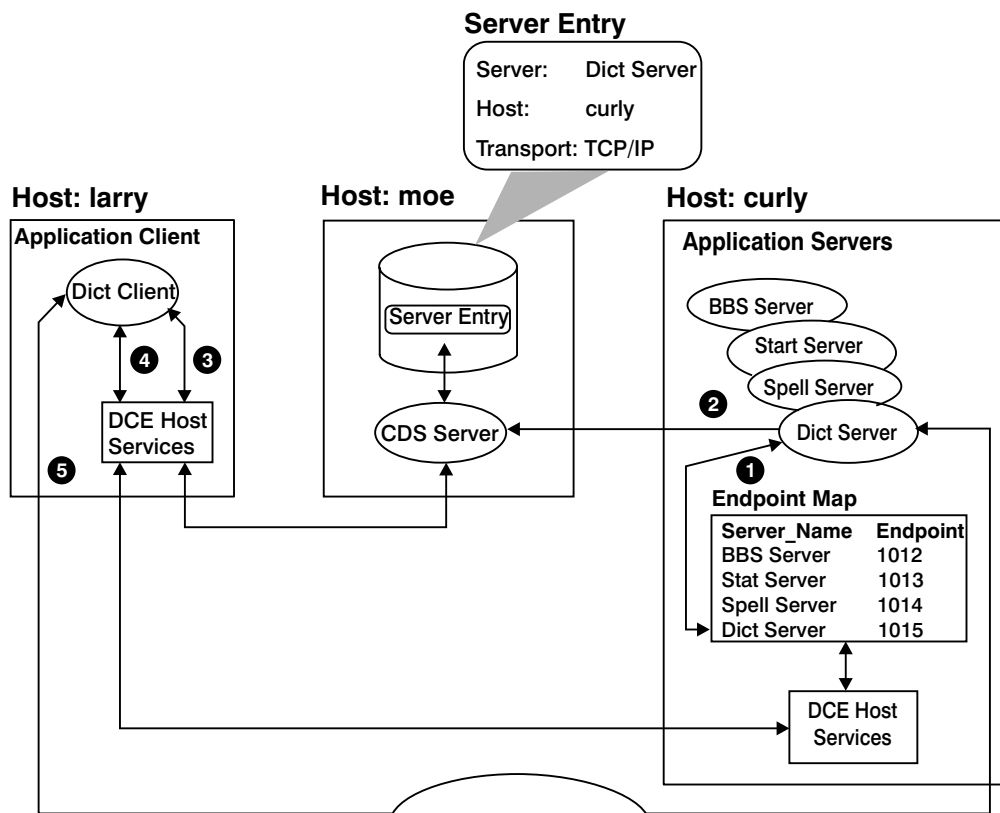 Server Entry
Server: Dict Server
Host: curly
Transport: TCP/IP
Host: larry
Host: moe
Host: curly
Application Client
Application Servers
Dict Client
Server Entry
BBS Server
Start Server
Spell Server
Dict Server
4
3
2
DCE Host
Services
CDS Server
5
1
Endpoint Map
Server_Name Endpoint
BBS Server 1012
Stat Server 1013
Spell Server 1014
Dict Server 1015
DCE Host
Services